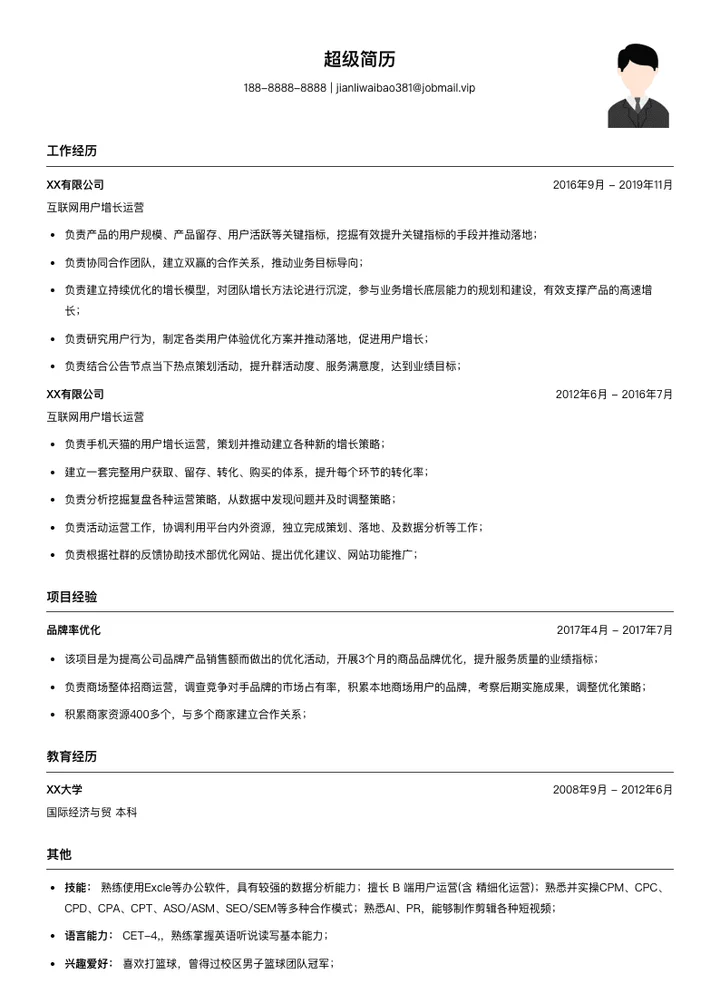 超级简历
188-8888-8888 | jianliwaibao381@jobmail.vip
工作经历
XX有限公司 2016年9月 – 2019年11月
互联网用户增长运营
• 负责产品的用户规模、产品留存、用户活跃等关键指标，挖掘有效提升关键指标的手段并推动落地；
• 负责协同合作团队，建立双赢的合作关系，推动业务目标导向；
• 负责建立持续优化的增长模型，对团队增长方法论进行沉淀，参与业务增长底层能力的规划和建设，有效支撑产品的高速增
长；
• 负责研究用户行为，制定各类用户体验优化方案并推动落地，促进用户增长；
• 负责结合公告节点当下热点策划活动，提升群活动度、服务满意度，达到业绩目标；
XX有限公司 2012年6月 – 2016年7月
互联网用户增长运营
• 负责手机天猫的用户增长运营，策划并推动建立各种新的增长策略；
• 建立一套完整用户获取、留存、转化、购买的体系，提升每个环节的转化率；
• 负责分析挖掘复盘各种运营策略，从数据中发现问题并及时调整策略；
• 负责活动运营工作，协调利用平台内外资源，独立完成策划、落地、及数据分析等工作；
• 负责根据社群的反馈协助技术部优化网站、提出优化建议、网站功能推广；
项目经验
品牌率优化 2017年4月 – 2017年7月
• 该项目是为提高公司品牌产品销售额而做出的优化活动，开展3个月的商品品牌优化，提升服务质量的业绩指标；
• 负责商场整体招商运营，调查竞争对手品牌的市场占有率，积累本地商场用户的品牌，考察后期实施成果，调整优化策略；
• 积累商家资源400多个，与多个商家建立合作关系；
教育经历
XX大学 2008年9月 – 2012年6月
国际经济与贸 本科
其他
• 技能： 熟练使用Excle等办公软件，具有较强的数据分析能力；擅长 B 端用户运营(含 精细化运营)；熟悉并实操CPM、CPC、
CPD、CPA、CPT、ASO/ASM、SEO/SEM等多种合作模式；熟悉AI、PR，能够制作剪辑各种短视频；
• 语言能力： CET-4,，熟练掌握英语听说读写基本能力；
• 兴趣爱好： 喜欢打篮球，曾得过校区男子篮球团队冠军；